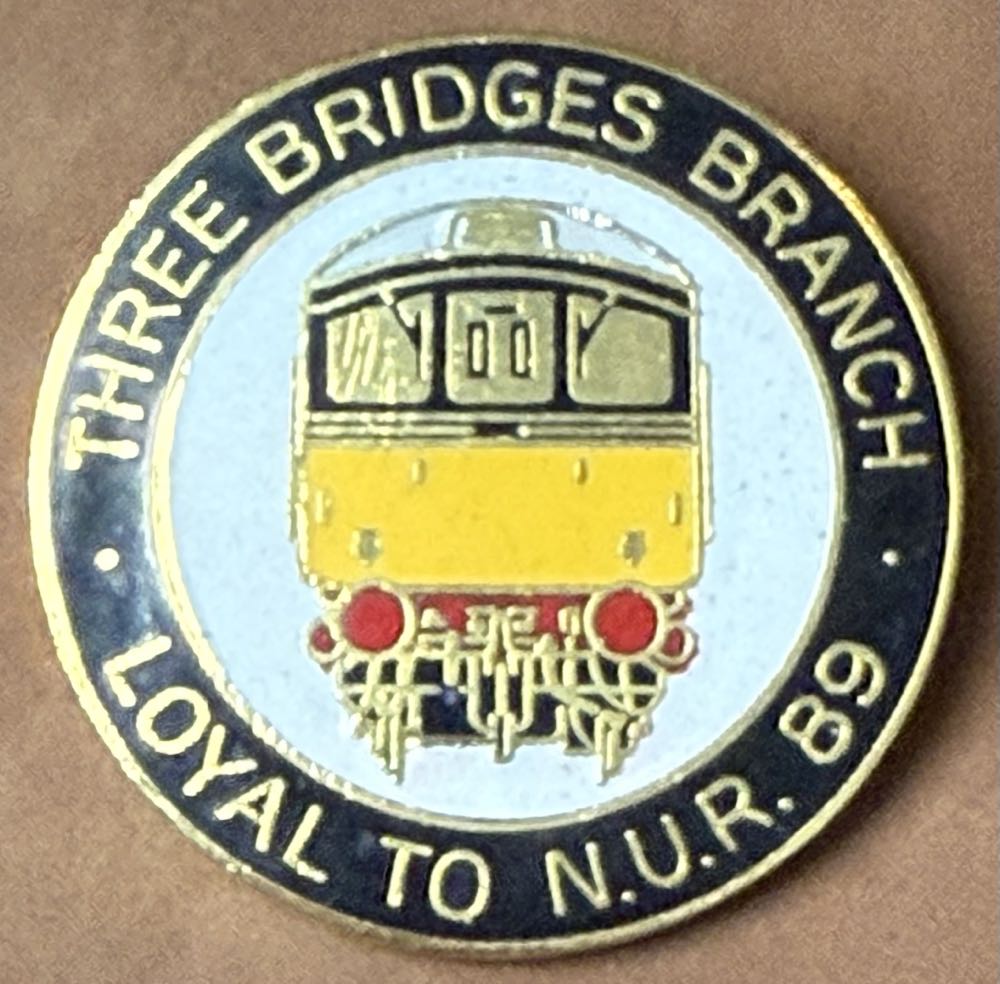 THREE BRIDGES BRANCH
LOYAL TO N.U.R. 89